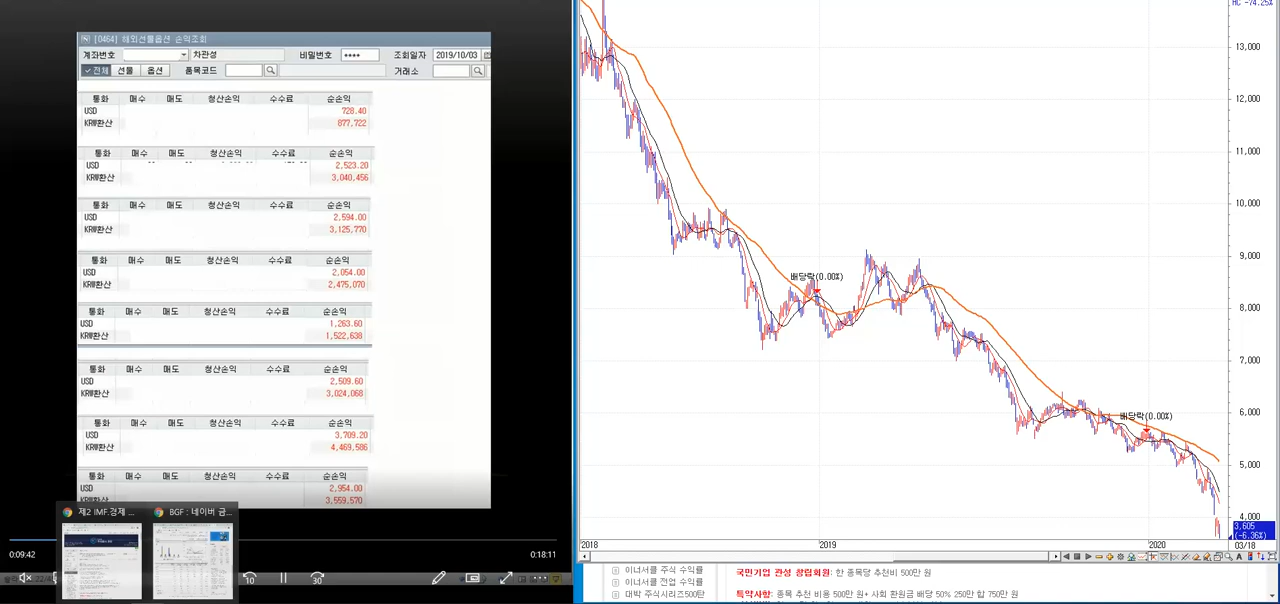 [0464] 해외선물옵션 손익조회
계좌번호 차관성 비밀번호 **** 조회일자 2019/10/03
전체 선물 옵션 품목코드 거래소
통화 매수 매도 청산손익 수수료 순손익
USD 728.40
KRW환산 877,722
통화 매수 매도 청산손익 수수료 순손익
USD 2,523.20
KRW환산 3,040,456
통화 매수 매도 청산손익 수수료 순손익
USD 2,594.00
KRW환산 3,125,770
통화 매수 매도 청산손익 수수료 순손익
USD 2,054.00
KRW환산 2,475,070
통화 매수 매도 청산손익 수수료 순손익
USD 1,263.60
KRW환산 1,522,638
통화 매수 매도 청산손익 수수료 순손익
USD 2,509.60
KRW환산 3,024,068
통화 매수 매도 청산손익 수수료 순손익
USD 3,709.20
KRW환산 4,469,586
통화 매수 매도 청산손익 수수료 순손익
USD 2,954.00
KRW환산 3,559,570
제2 IMF.경제 ...
BGF : 네이버 금...
0:09:42
0:18:11
10
30
HC -74.25%
13,000
12,000
11,000
10,000
9,000
배당락(0.00%)
8,000
7,000
6,000
배당락(0.00%)
5,000
4,000
3,605
(-6.36%)
2018 2019 2020 03/18
이너서클 주식 수익률
이너서클 전업 수익률
대박 주식시리즈500탄
국민기업 관성 창립회원: 한 종목당 추천비 500만 원
특약사항: 종목 추천 비용 500만 원+ 사회 환원금 배당 50% 250만 합 750만 원